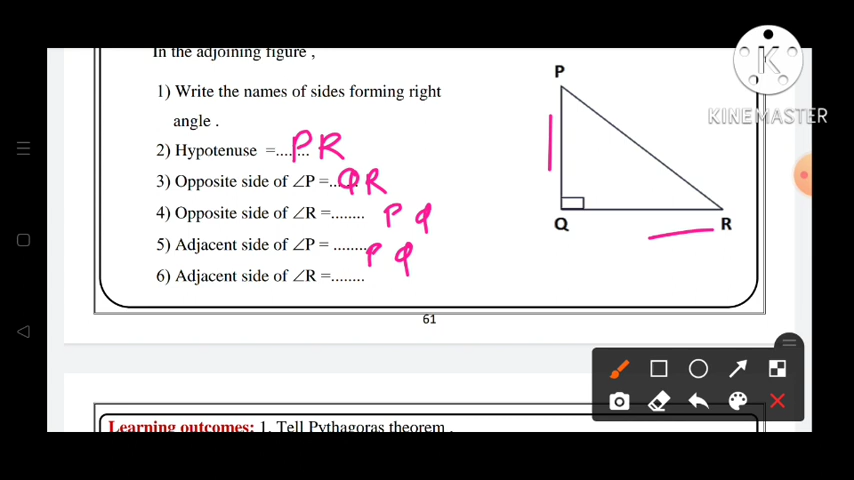 In the adjoining figure ,
1) Write the names of sides forming right
angle .
2) Hypotenuse =....... PR
3) Opposite side of ∠P =...... QR
4) Opposite side of ∠R =........ PQ
5) Adjacent side of ∠P = ........ PQ
6) Adjacent side of ∠R =........
P
Q
R
K
KINEMASTER
61
Learning outcomes: 1. Tell Pythagoras theorem .